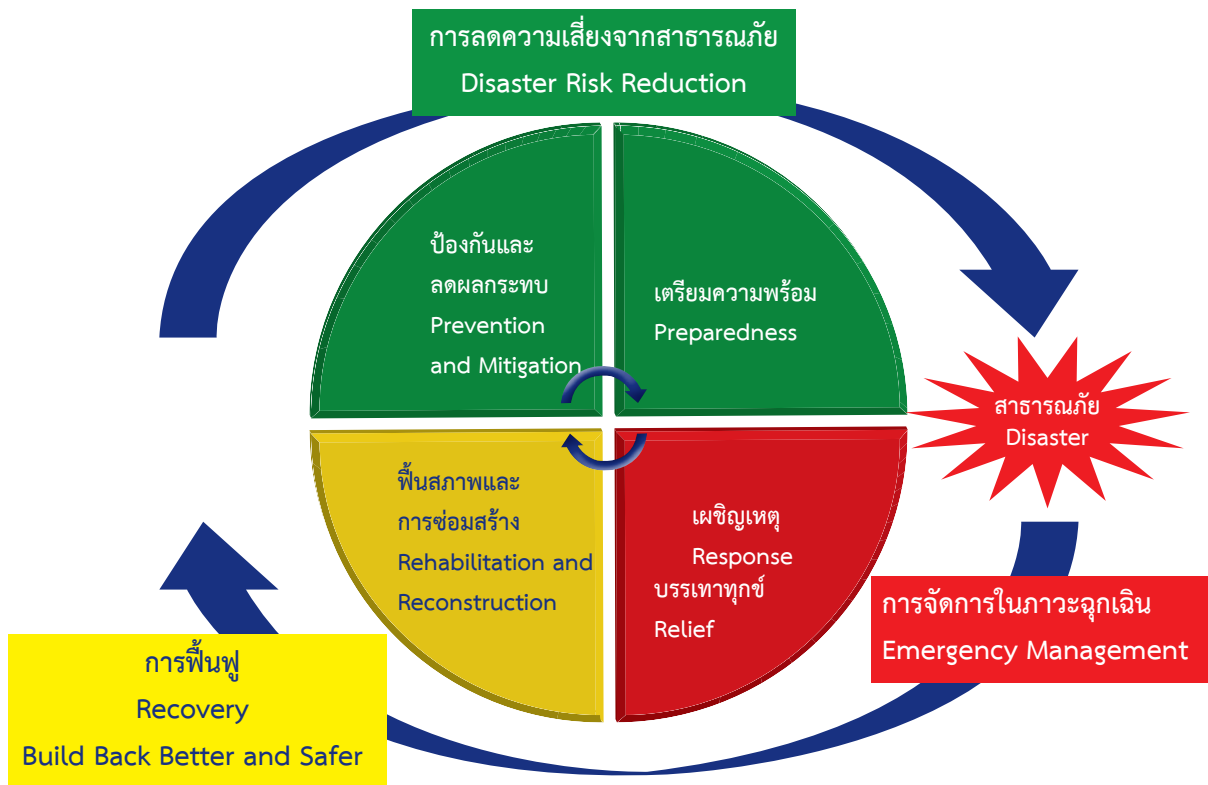 การลดความเสี่ยงจากสาธารณภัย
Disaster Risk Reduction
ป้องกันและ
ลดผลกระทบ
Prevention
and Mitigation
เตรียมความพร้อม
Preparedness
สาธารณภัย
Disaster
ฟื้นสภาพและ
การซ่อมสร้าง
Rehabilitation and
Reconstruction
เผชิญเหตุ
Response
บรรเทาทุกข์
Relief
การจัดการในภาวะฉุกเฉิน
Emergency Management
การฟื้นฟู
Recovery
Build Back Better and Safer